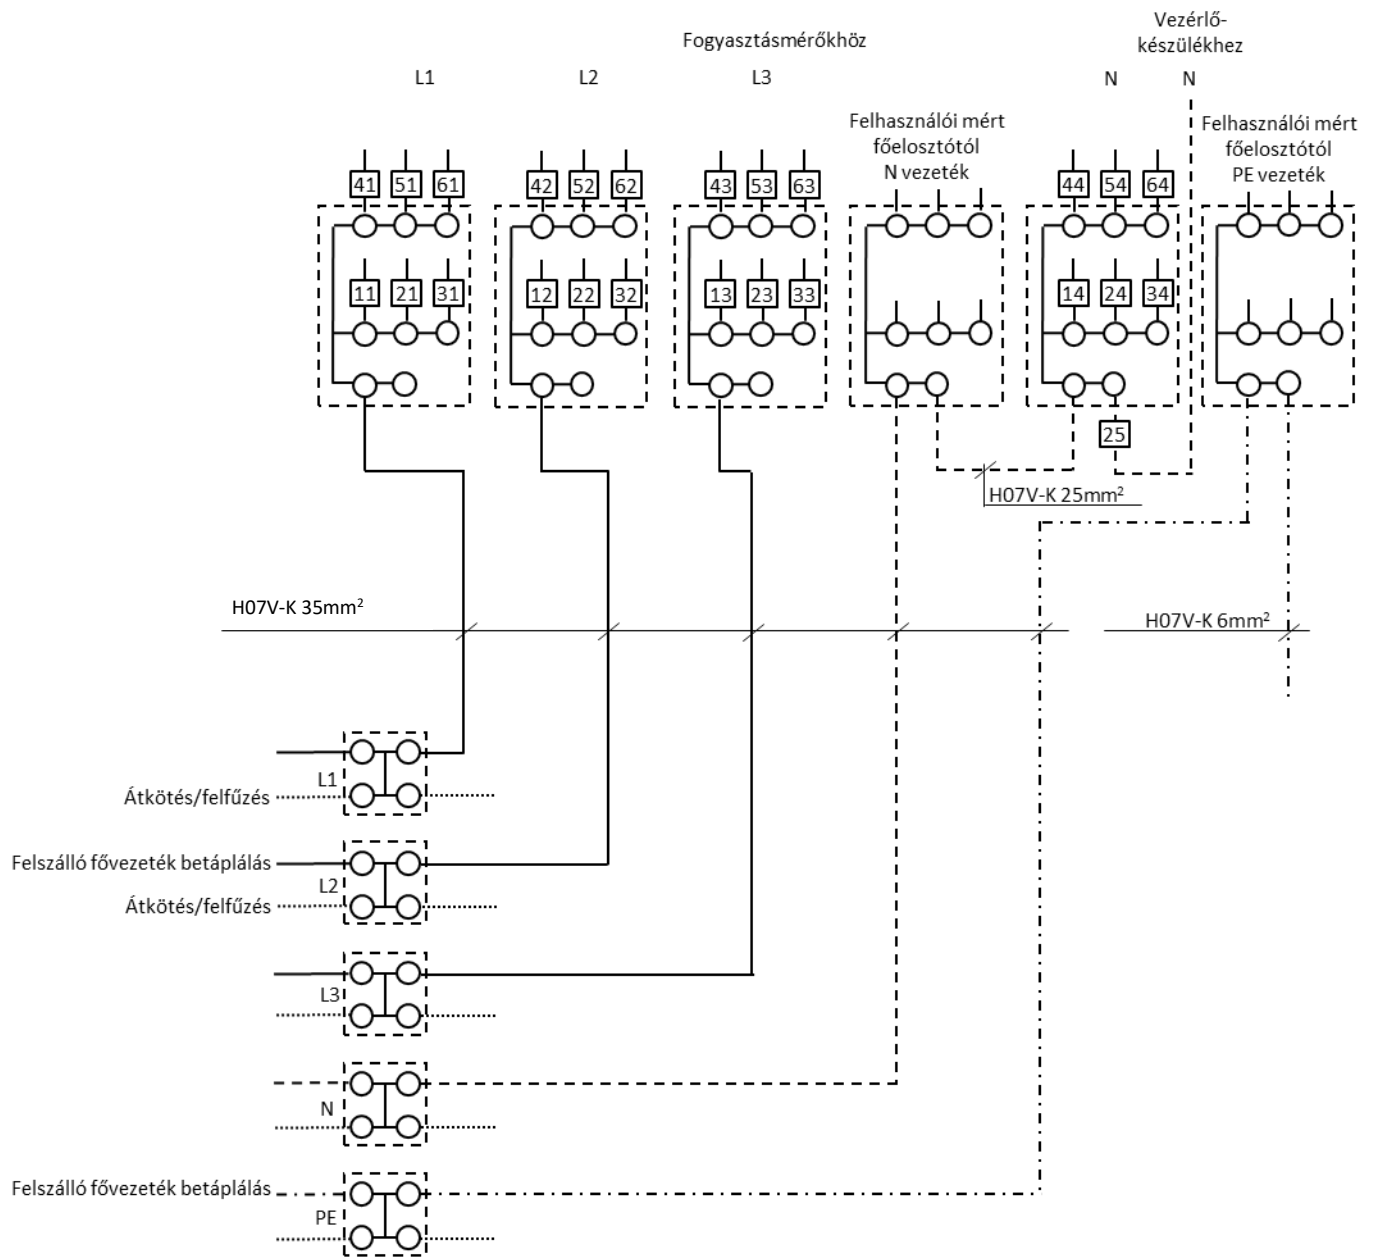 Vezérlő-
készülékhez
Fogyasztásmérőkhöz
L1
L2
L3
N
N
Felhasználói mért
főelosztótól
N vezeték
Felhasználói mért
főelosztótól
PE vezeték
41 51 61
42 52 62
43 53 63
44 54 64
11 21 31
12 22 32
13 23 33
14 24 34
25
H07V-K 25mm²
H07V-K 35mm²
H07V-K 6mm²
L1
Átkötés/felfűzés
Felszálló fővezeték betáplálás
L2
Átkötés/felfűzés
L3
N
Felszálló fővezeték betáplálás
PE